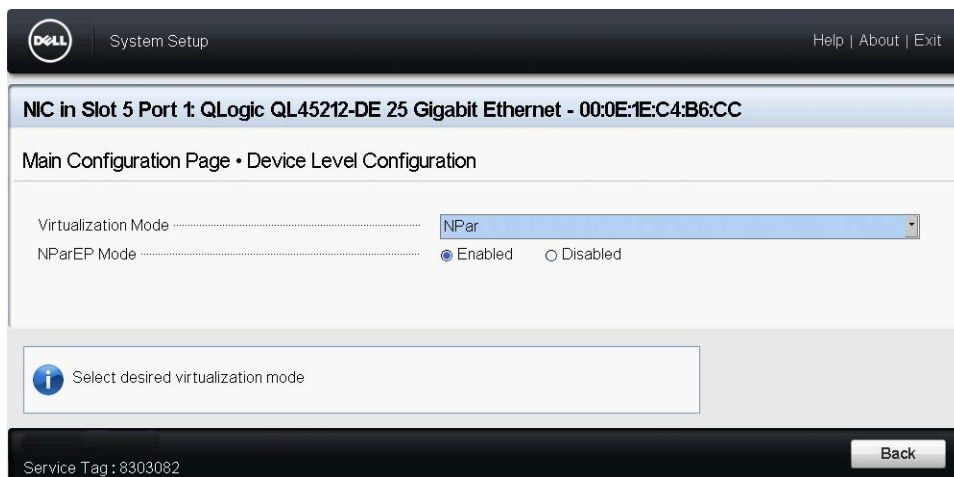 DELL
System Setup
Help | About | Exit
NIC in Slot 5 Port 1: QLogic QL45212-DE 25 Gigabit Ethernet - 00:0E:1E:C4:B6:CC
Main Configuration Page • Device Level Configuration
Virtualization Mode NPar
NParEP Mode Enabled Disabled
Select desired virtualization mode
Service Tag : 8303082
Back